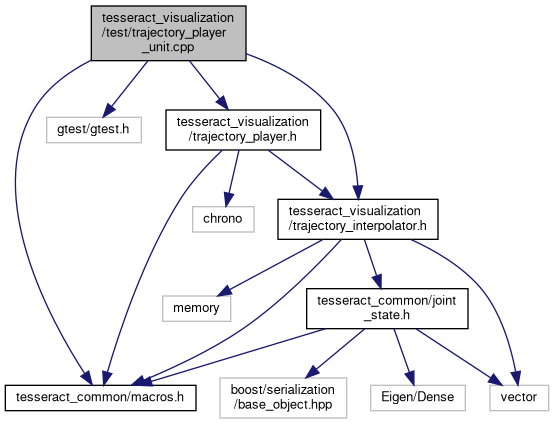 tesseract_visualization
/test/trajectory_player
_unit.cpp
gtest/gtest.h
tesseract_visualization
/trajectory_player.h
chrono
tesseract_visualization
/trajectory_interpolator.h
memory
tesseract_common/joint
_state.h
tesseract_common/macros.h
boost/serialization
/base_object.hpp
Eigen/Dense
vector